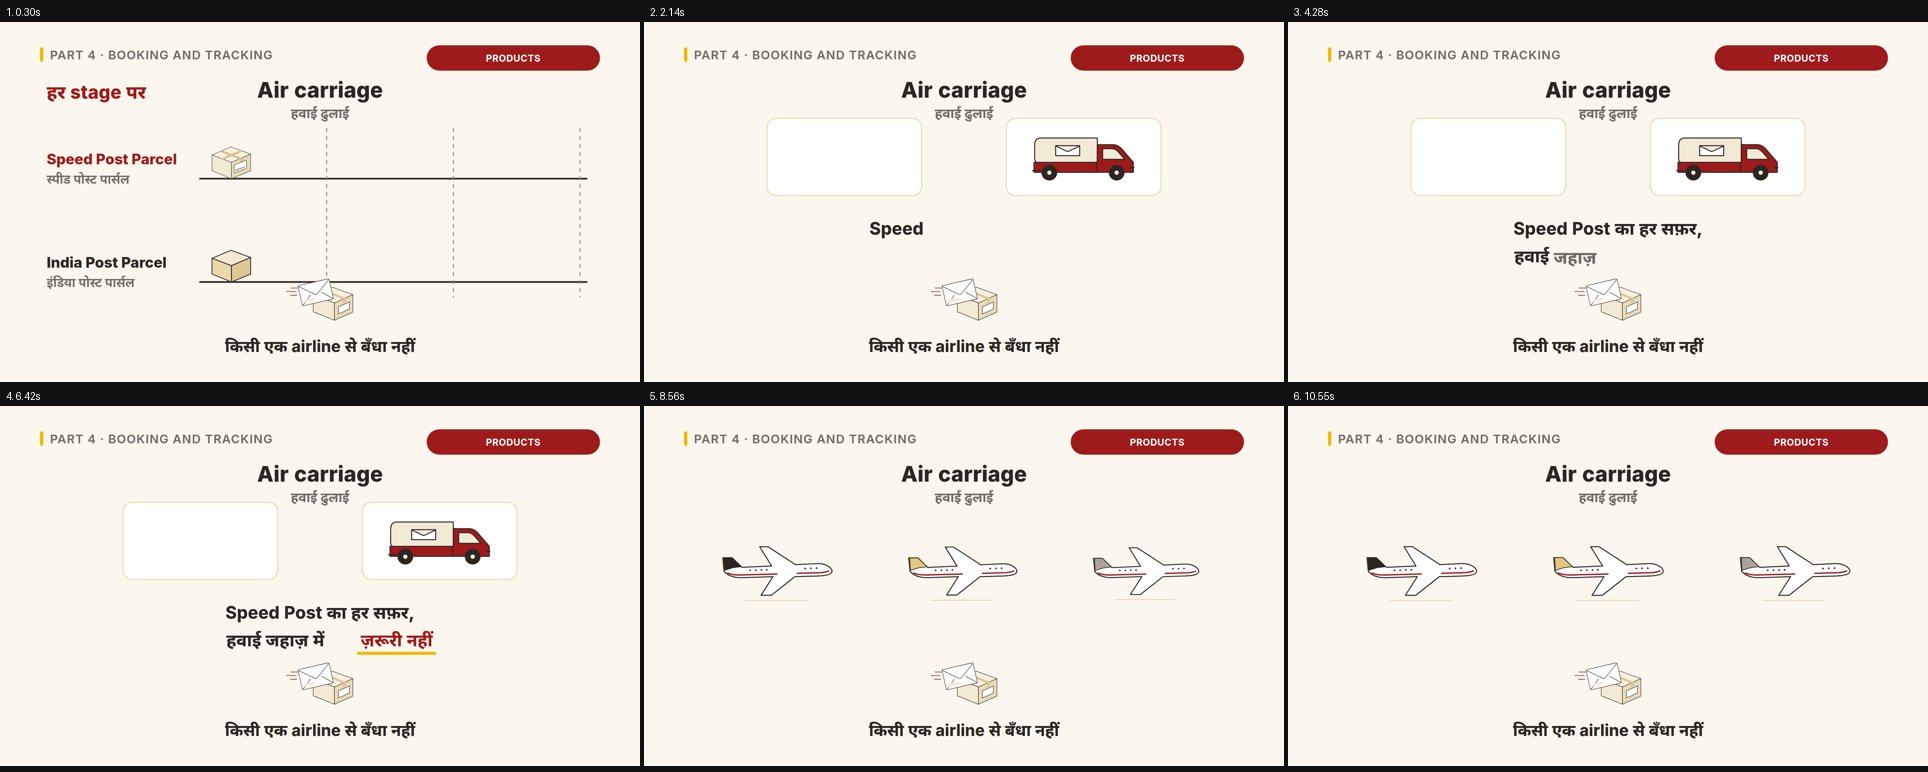 1. 0.30s
PART 4 · BOOKING AND TRACKING
PRODUCTS
हर stage पर
Air carriage
हवाई ढुलाई
Speed Post Parcel
स्पीड पोस्ट पार्सल
India Post Parcel
इंडिया पोस्ट पार्सल
किसी एक airline से बँधा नहीं
2. 2.14s
PART 4 · BOOKING AND TRACKING
PRODUCTS
Air carriage
हवाई ढुलाई
Speed
किसी एक airline से बँधा नहीं
3. 4.28s
PART 4 · BOOKING AND TRACKING
PRODUCTS
Air carriage
हवाई ढुलाई
Speed Post का हर सफ़र,
हवाई जहाज़
किसी एक airline से बँधा नहीं
4. 6.42s
PART 4 · BOOKING AND TRACKING
PRODUCTS
Air carriage
हवाई ढुलाई
Speed Post का हर सफ़र,
हवाई जहाज़ में ज़रूरी नहीं
किसी एक airline से बँधा नहीं
5. 8.56s
PART 4 · BOOKING AND TRACKING
PRODUCTS
Air carriage
हवाई ढुलाई
किसी एक airline से बँधा नहीं
6. 10.55s
PART 4 · BOOKING AND TRACKING
PRODUCTS
Air carriage
हवाई ढुलाई
किसी एक airline से बँधा नहीं